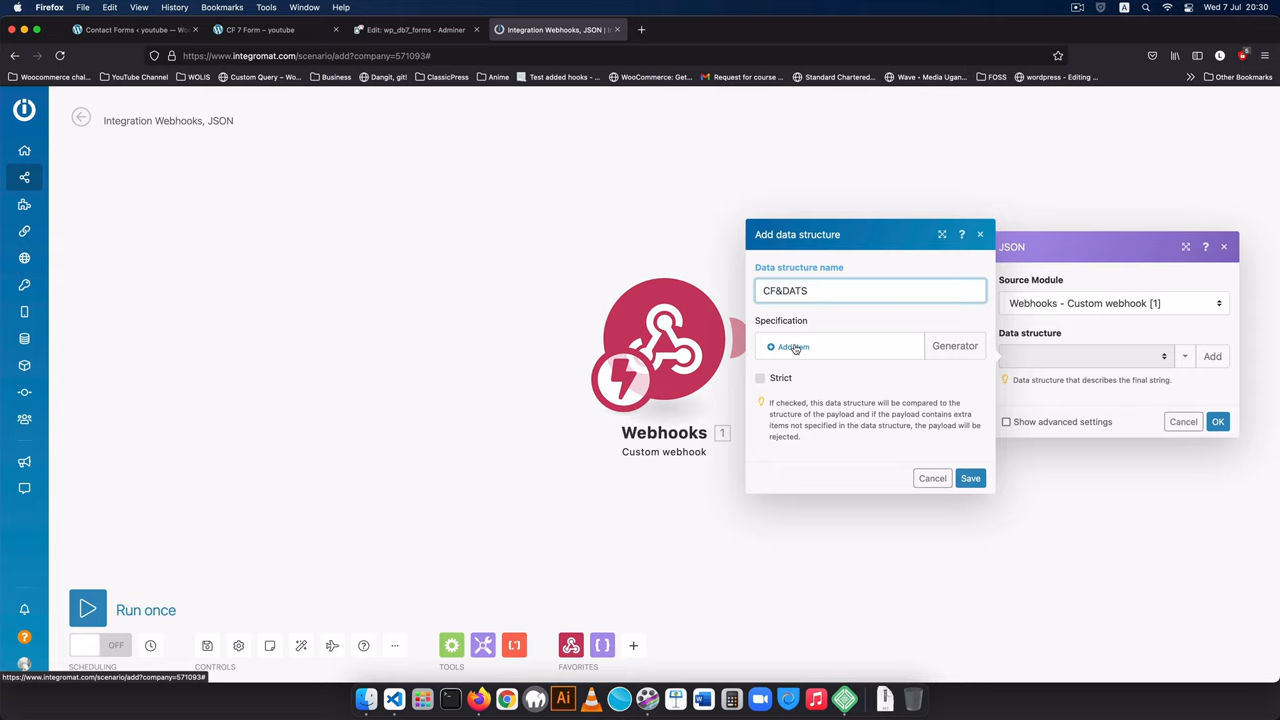 Firefox File Edit View History Bookmarks Tools Window Help
A
Wed 7 Jul 20:30
Contact Forms ‹ youtube — Wo
CF 7 Form – youtube
Edit: wp_db7_forms - Adminer
Integration Webhooks, JSON | In
https://www.integromat.com/scenario/add?company=571093#
L
6
Woocommerce chal...
YouTube Channel
WOLIS
Custom Query – Wo...
Business
Dangit, git!
ClassicPress
Anime
Test added hooks - ...
WooCommerce: Get...
Request for course ...
Standard Chartered...
Wave • Media Ugan...
FOSS
wordpress - Editing ...
Other Bookmarks
Integration Webhooks, JSON
Add data structure
?
Data structure name
CF&DATS
Specification
Add item
Generator
Strict
If checked, this data structure will be compared to the
structure of the payload and if the payload contains extra
items not specified in the data structure, the payload will be
rejected.
Cancel
Save
JSON
?
Source Module
Webhooks - Custom webhook [1]
Data structure
Add
Data structure that describes the final string.
Show advanced settings
Cancel
OK
Webhooks 1
Custom webhook
Run once
OFF
SCHEDULING
CONTROLS
TOOLS
FAVORITES
https://www.integromat.com/scenario/add?company=571093#